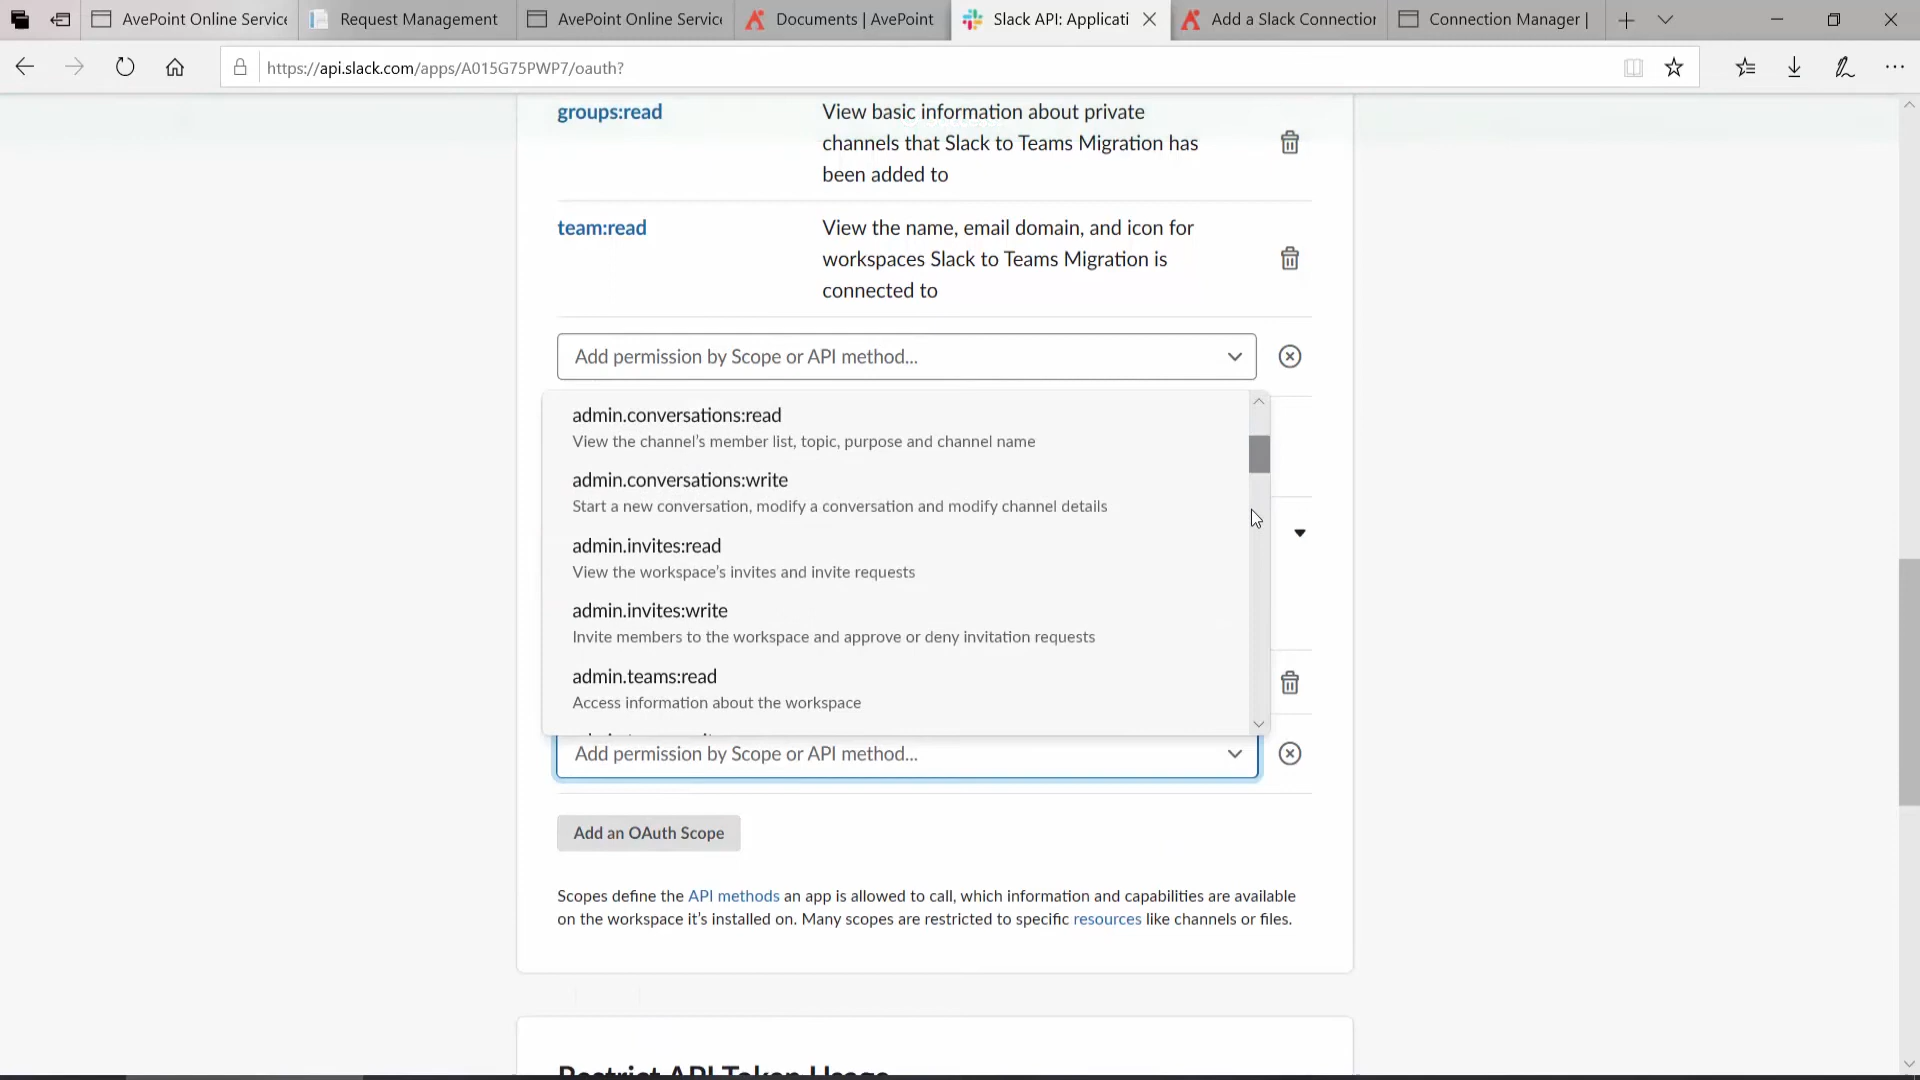 AvePoint Online Service
Request Management
AvePoint Online Service
Documents | AvePoint
Slack API: Applicati
Add a Slack Connection
Connection Manager |
https://api.slack.com/apps/A015G75PWP7/oauth?
groups:read
View basic information about private
channels that Slack to Teams Migration has
been added to
team:read
View the name, email domain, and icon for
workspaces Slack to Teams Migration is
connected to
Add permission by Scope or API method...
admin.conversations:read
View the channel's member list, topic, purpose and channel name
admin.conversations:write
Start a new conversation, modify a conversation and modify channel details
admin.invites:read
View the workspace's invites and invite requests
admin.invites:write
Invite members to the workspace and approve or deny invitation requests
admin.teams:read
Access information about the workspace
Add permission by Scope or API method...
Add an OAuth Scope
Scopes define the API methods an app is allowed to call, which information and capabilities are available
on the workspace it's installed on. Many scopes are restricted to specific resources like channels or files.
Restrict API Token Usage